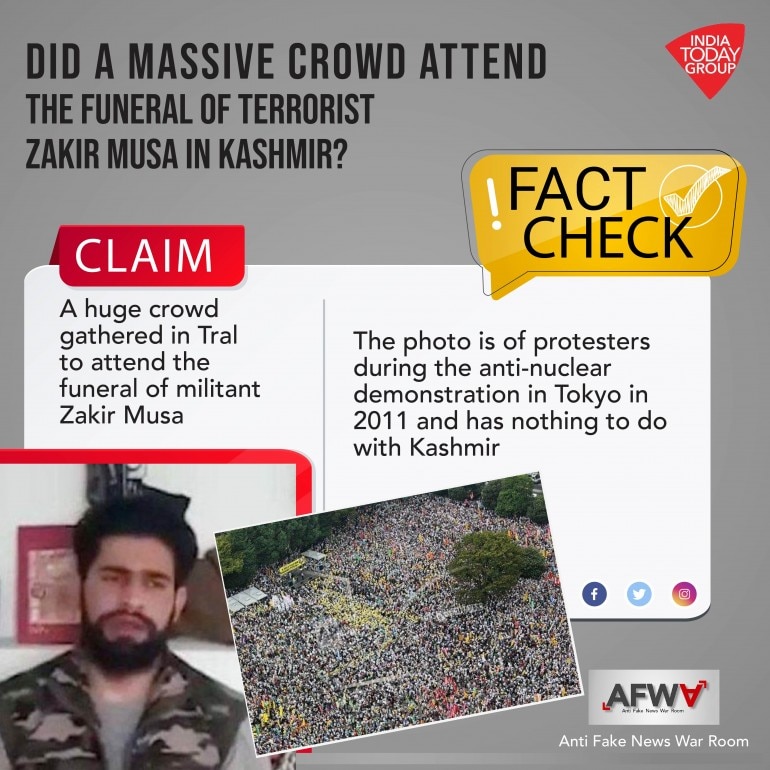 DID A MASSIVE CROWD ATTEND
THE FUNERAL OF TERRORIST
ZAKIR MUSA IN KASHMIR?
INDIA
TODAY
GROUP
! FACT
CHECK
CLAIM
A huge crowd
gathered in Tral
to attend the
funeral of militant
Zakir Musa
The photo is of protesters
during the anti-nuclear
demonstration in Tokyo in
2011 and has nothing to do
with Kashmir
AFWA
Anti Fake News War Room
Anti Fake News War Room